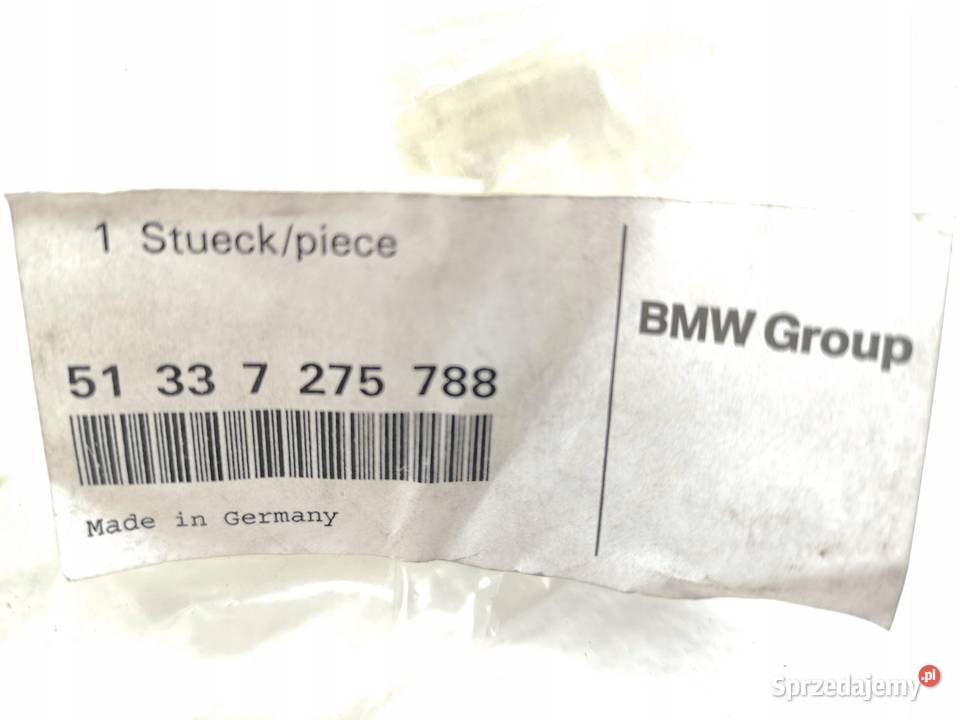 1 Stueck/piece
BMW Group
51 33 7 275 788
Made in Germany
Sprzedajemy.pl